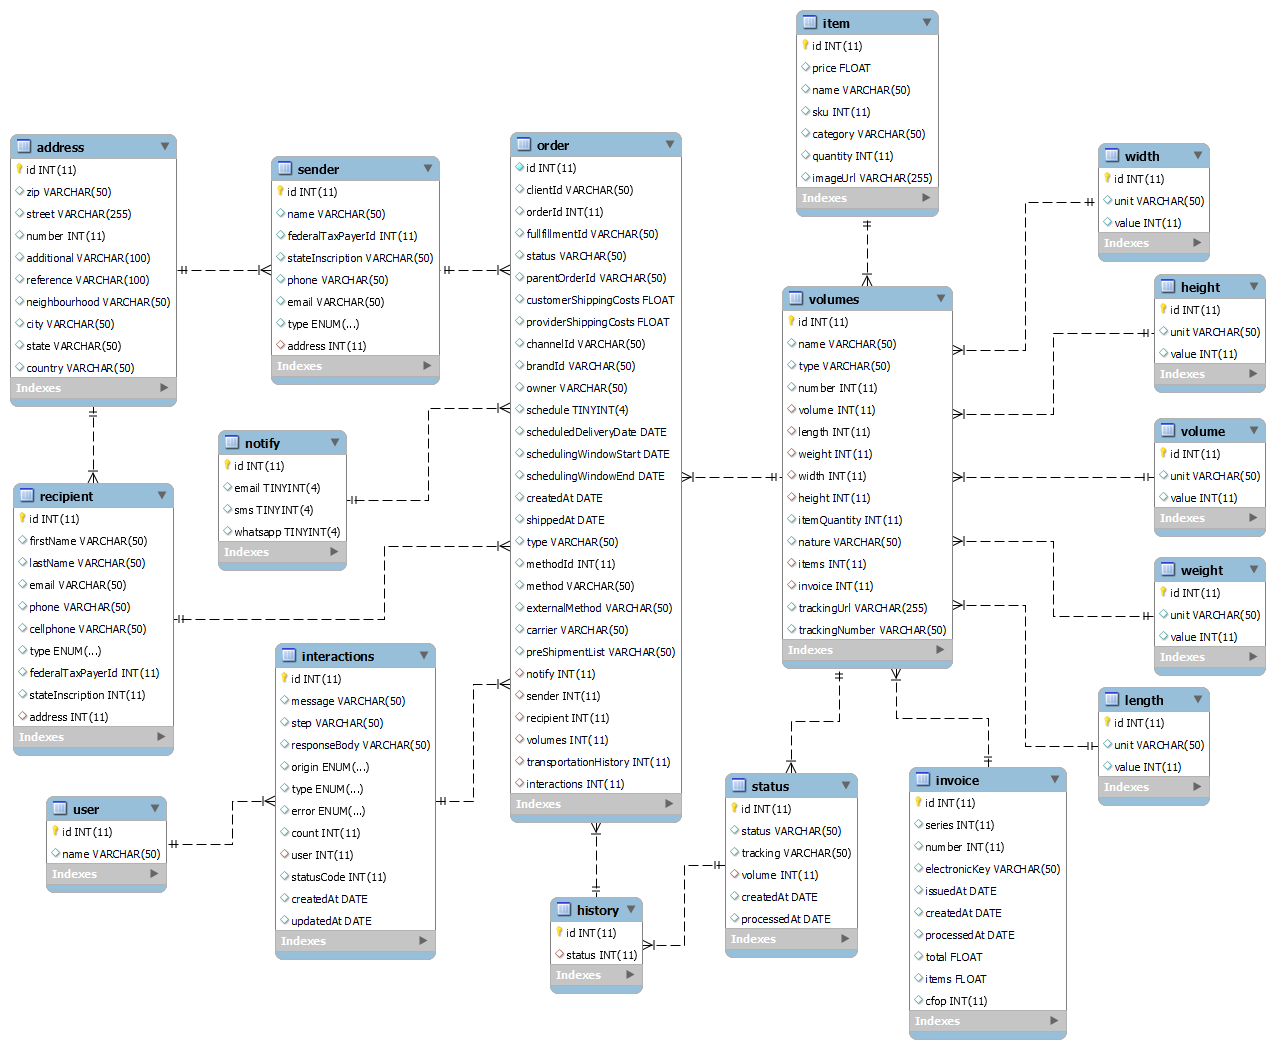 item
id INT(11)
price FLOAT
name VARCHAR(50)
sku INT(11)
category VARCHAR(50)
quantity INT(11)
imageUrl VARCHAR(255)
Indexes
address
id INT(11)
zip VARCHAR(50)
street VARCHAR(255)
number INT(11)
additional VARCHAR(100)
reference VARCHAR(100)
neighbourhood VARCHAR(50)
city VARCHAR(50)
state VARCHAR(50)
country VARCHAR(50)
Indexes
sender
id INT(11)
name VARCHAR(50)
federalTaxPayerId INT(11)
stateInscription VARCHAR(50)
phone VARCHAR(50)
email VARCHAR(50)
type ENUM(...)
address INT(11)
Indexes
order
id INT(11)
clientId VARCHAR(50)
orderId INT(11)
fullfillmentId VARCHAR(50)
status VARCHAR(50)
parentOrderId VARCHAR(50)
customerShippingCosts FLOAT
providerShippingCosts FLOAT
channelId VARCHAR(50)
brandId VARCHAR(50)
owner VARCHAR(50)
schedule TINYINT(4)
scheduledDeliveryDate DATE
schedulingWindowStart DATE
schedulingWindowEnd DATE
createdAt DATE
shippedAt DATE
type VARCHAR(50)
methodId INT(11)
method VARCHAR(50)
externalMethod VARCHAR(50)
carrier VARCHAR(50)
preShipmentList VARCHAR(50)
notify INT(11)
sender INT(11)
recipient INT(11)
volumes INT(11)
transportationHistory INT(11)
interactions INT(11)
Indexes
width
id INT(11)
unit VARCHAR(50)
value INT(11)
Indexes
height
id INT(11)
unit VARCHAR(50)
value INT(11)
Indexes
volumes
id INT(11)
name VARCHAR(50)
type VARCHAR(50)
number INT(11)
volume INT(11)
length INT(11)
weight INT(11)
width INT(11)
height INT(11)
itemQuantity INT(11)
nature VARCHAR(50)
items INT(11)
invoice INT(11)
trackingUrl VARCHAR(255)
trackingNumber VARCHAR(50)
Indexes
volume
id INT(11)
unit VARCHAR(50)
value INT(11)
Indexes
notify
id INT(11)
email TINYINT(4)
sms TINYINT(4)
whatsapp TINYINT(4)
Indexes
recipient
id INT(11)
firstName VARCHAR(50)
lastName VARCHAR(50)
email VARCHAR(50)
phone VARCHAR(50)
cellphone VARCHAR(50)
type ENUM(...)
federalTaxPayerId INT(11)
stateInscription INT(11)
address INT(11)
Indexes
weight
id INT(11)
unit VARCHAR(50)
value INT(11)
Indexes
interactions
id INT(11)
message VARCHAR(50)
step VARCHAR(50)
responseBody VARCHAR(50)
origin ENUM(...)
type ENUM(...)
error ENUM(...)
count INT(11)
user INT(11)
statusCode INT(11)
createdAt DATE
updatedAt DATE
Indexes
length
id INT(11)
unit VARCHAR(50)
value INT(11)
Indexes
user
id INT(11)
name VARCHAR(50)
Indexes
status
id INT(11)
status VARCHAR(50)
tracking VARCHAR(50)
volume INT(11)
createdAt DATE
processedAt DATE
Indexes
invoice
id INT(11)
series INT(11)
number INT(11)
electronicKey VARCHAR(50)
issuedAt DATE
createdAt DATE
processedAt DATE
total FLOAT
items FLOAT
cfop INT(11)
Indexes
history
id INT(11)
status INT(11)
Indexes